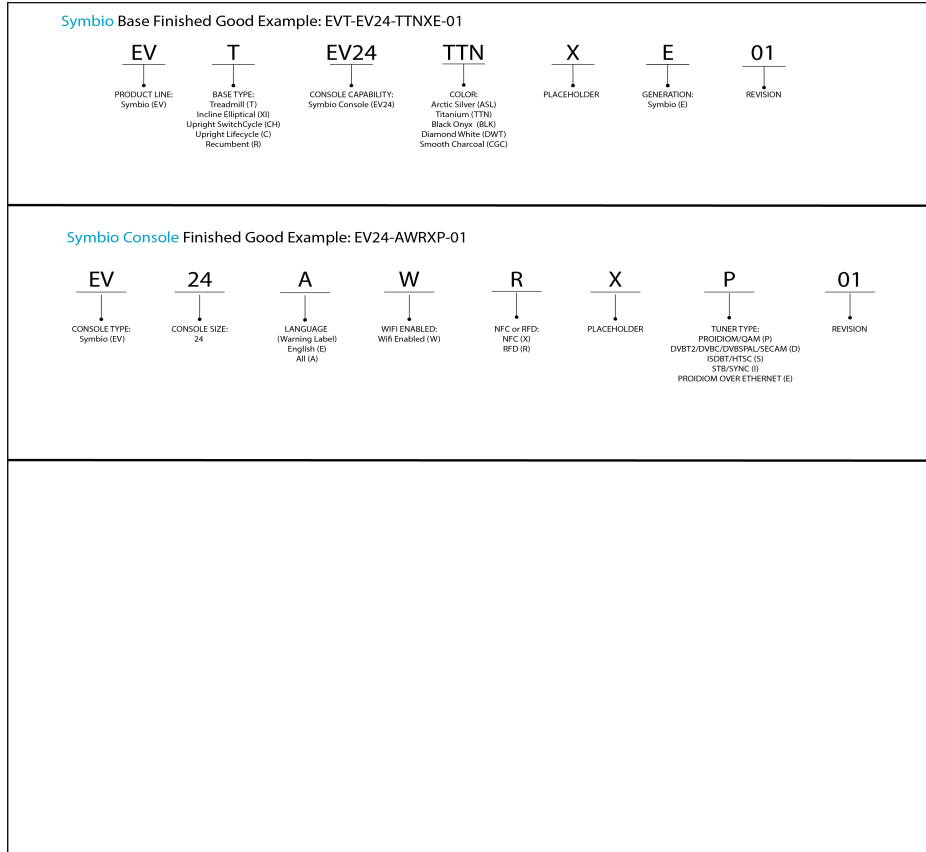 Symbio Base Finished Good Example: EVT-EV24-TTNXE-01
EV T EV24 TTN X E 01
PRODUCT LINE:
Symbio (EV)
BASE TYPE:
Treadmill (T)
Incline Elliptical (XI)
Upright SwitchCycle (CH)
Upright Lifecycle (C)
Recumbent (R)
CONSOLE CAPABILITY:
Symbio Console (EV24)
COLOR:
Arctic Silver (ASL)
Titanium (TTN)
Black Onyx (BLK)
Diamond White (DWT)
Smooth Charcoal (CGC)
PLACEHOLDER
GENERATION:
Symbio (E)
REVISION
Symbio Console Finished Good Example: EV24-AWRXP-01
EV 24 A W R X P 01
CONSOLE TYPE:
Symbio (EV)
CONSOLE SIZE:
24
LANGUAGE
(Warning Label)
English (E)
All (A)
WIFI ENABLED:
Wifi Enabled (W)
NFC or RFD:
NFC (X)
RFD (R)
PLACEHOLDER
TUNER TYPE:
PROIDIOM/QAM (P)
DVBT2/DVBC/DVBSPAL/SECAM (D)
ISDBT/HTSC (S)
STB/SYNC (I)
PROIDIOM OVER ETHERNET (E)
REVISION